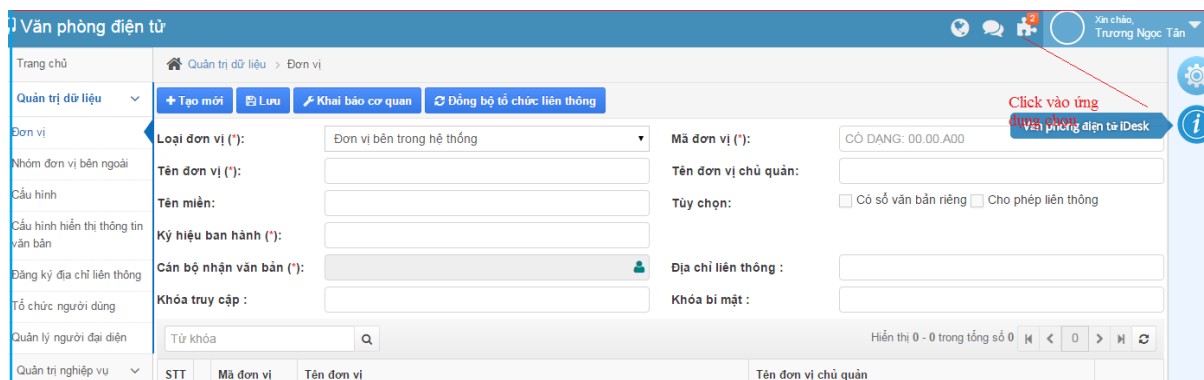 Văn phòng điện tử
2
Xin chào,
Trương Ngọc Tân
Trang chủ
Quản trị dữ liệu > Đơn vị
Quản trị dữ liệu
Tạo mới Lưu Khai báo cơ quan Đồng bộ tổ chức liên thông
Click vào ứng
dụng chọn
Văn phòng điện tử iDesk
Đơn vị
Loại đơn vị (*): Đơn vị bên trong hệ thống Mã đơn vị (*): CÓ DẠNG: 00.00.A00
Nhóm đơn vị bên ngoài
Tên đơn vị (*): Tên đơn vị chủ quản:
Cấu hình
Tên miền: Tùy chọn: Có sổ văn bản riêng Cho phép liên thông
Cấu hình hiển thị thông tin
văn bản
Ký hiệu ban hành (*):
Đăng ký địa chỉ liên thông
Cán bộ nhận văn bản (*): Địa chỉ liên thông :
Tổ chức người dùng
Khóa truy cập : Khóa bí mật :
Quản lý người đại diện
Từ khóa Hiển thị 0 - 0 trong tổng số 0 0
Quản trị nghiệp vụ
STT Mã đơn vị Tên đơn vị Tên đơn vị chủ quản